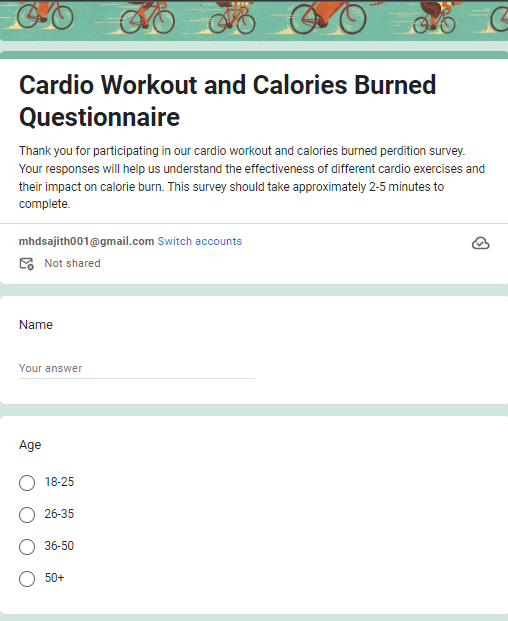 Cardio Workout and Calories Burned
Questionnaire
Thank you for participating in our cardio workout and calories burned perdition survey.
Your responses will help us understand the effectiveness of different cardio exercises and
their impact on calorie burn. This survey should take approximately 2-5 minutes to
complete.
mhdsajith001@gmail.com Switch accounts
Not shared
Name
Your answer
Age
18-25
26-35
36-50
50+